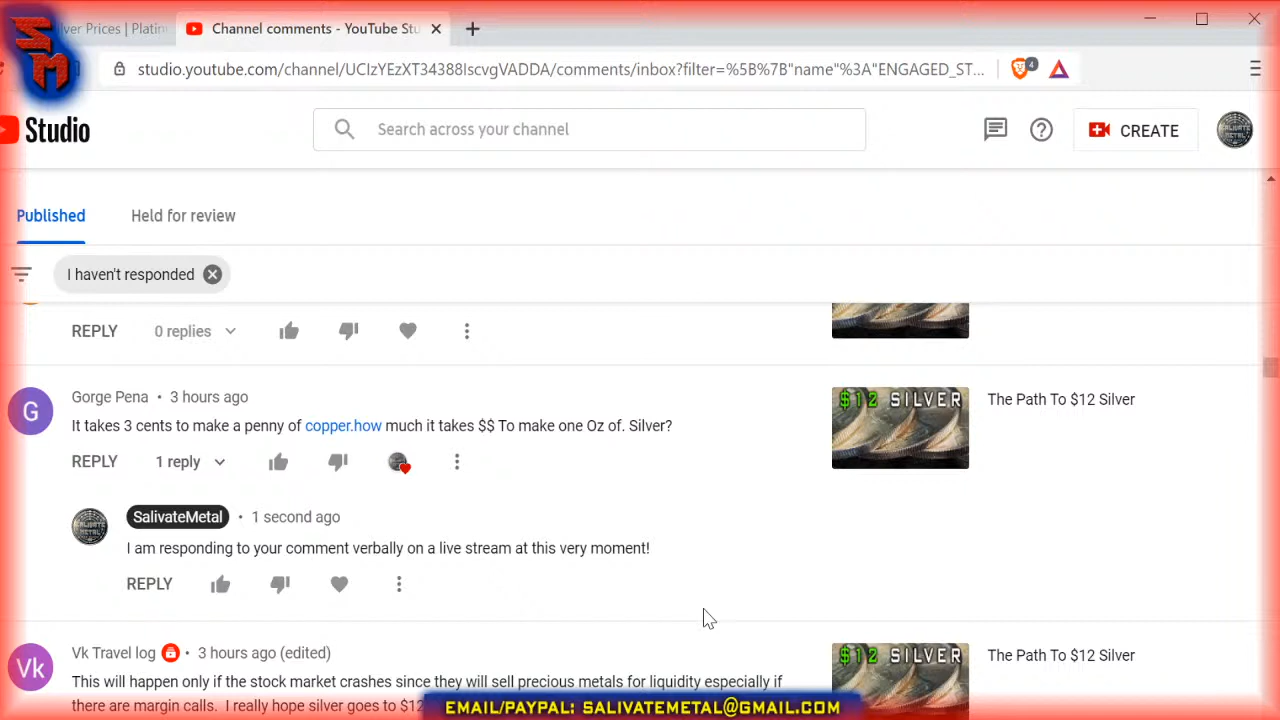 SM
lver Prices | Platin
Channel comments - YouTube Stu
studio.youtube.com/channel/UCIzYEzXT34388IscvgVADDA/comments/inbox?filter=%5B%7B"name"%3A"ENGAGED_ST...
4
Studio
Search across your channel
CREATE
Published
Held for review
I haven't responded
REPLY
0 replies
Gorge Pena • 3 hours ago
It takes 3 cents to make a penny of copper.how much it takes $$ To make one Oz of. Silver?
$12 SILVER
The Path To $12 Silver
G
REPLY
1 reply
SalivateMetal • 1 second ago
I am responding to your comment verbally on a live stream at this very moment!
REPLY
Vk Travel log • 3 hours ago (edited)
This will happen only if the stock market crashes since they will sell precious metals for liquidity especially if
there are margin calls. I really hope silver goes to $12
Vk
$12 SILVER
The Path To $12 Silver
EMAIL/PAYPAL: SALIVATEMETAL@GMAIL.COM